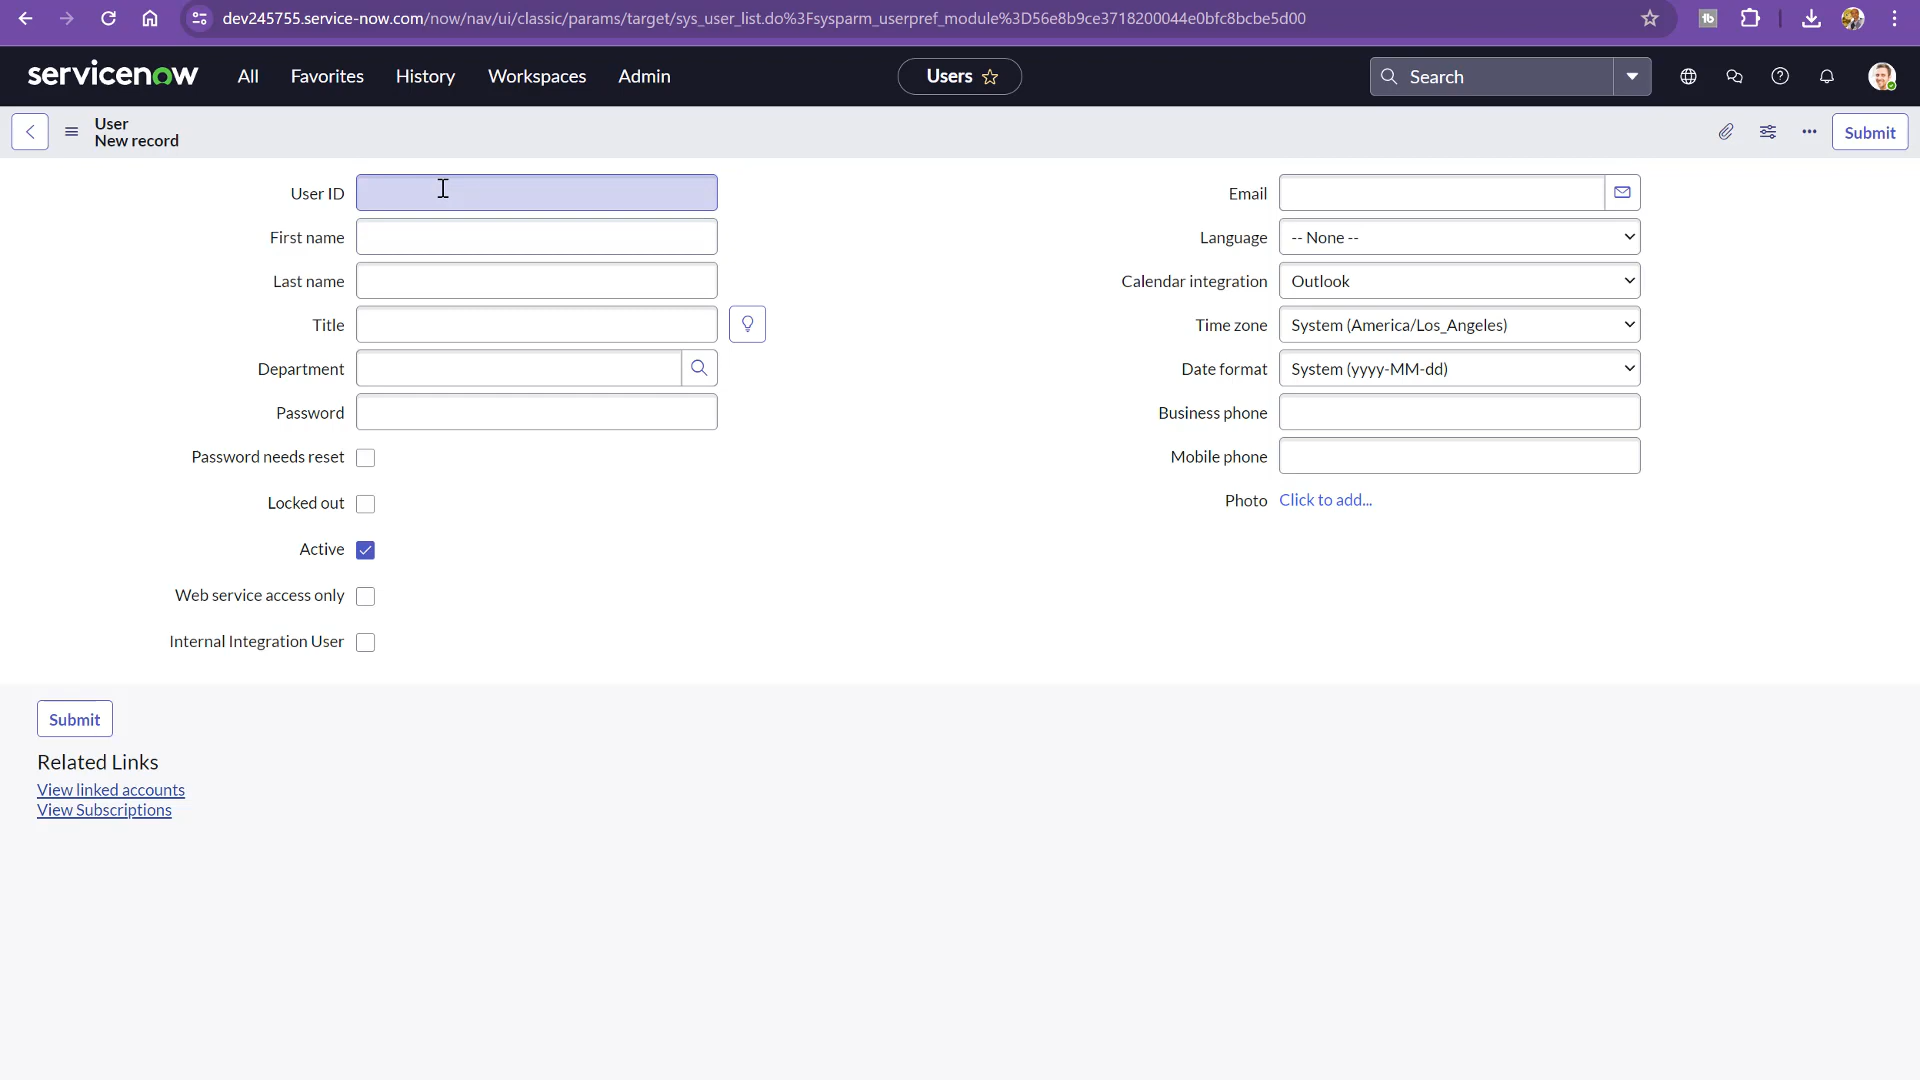 dev245755.service-now.com/now/nav/ui/classic/params/target/sys_user_list.do%3Fsysparm_userpref_module%3D56e8b9ce3718200044e0bfc8bcbe5d00
servicenow All Favorites History Workspaces Admin Users Search
User
New record
Submit
User ID
First name
Last name
Title
Department
Password
Password needs reset
Locked out
Active
Web service access only
Internal Integration User
Email
Language -- None --
Calendar integration Outlook
Time zone System (America/Los_Angeles)
Date format System (yyyy-MM-dd)
Business phone
Mobile phone
Photo Click to add...
Submit
Related Links
View linked accounts
View Subscriptions